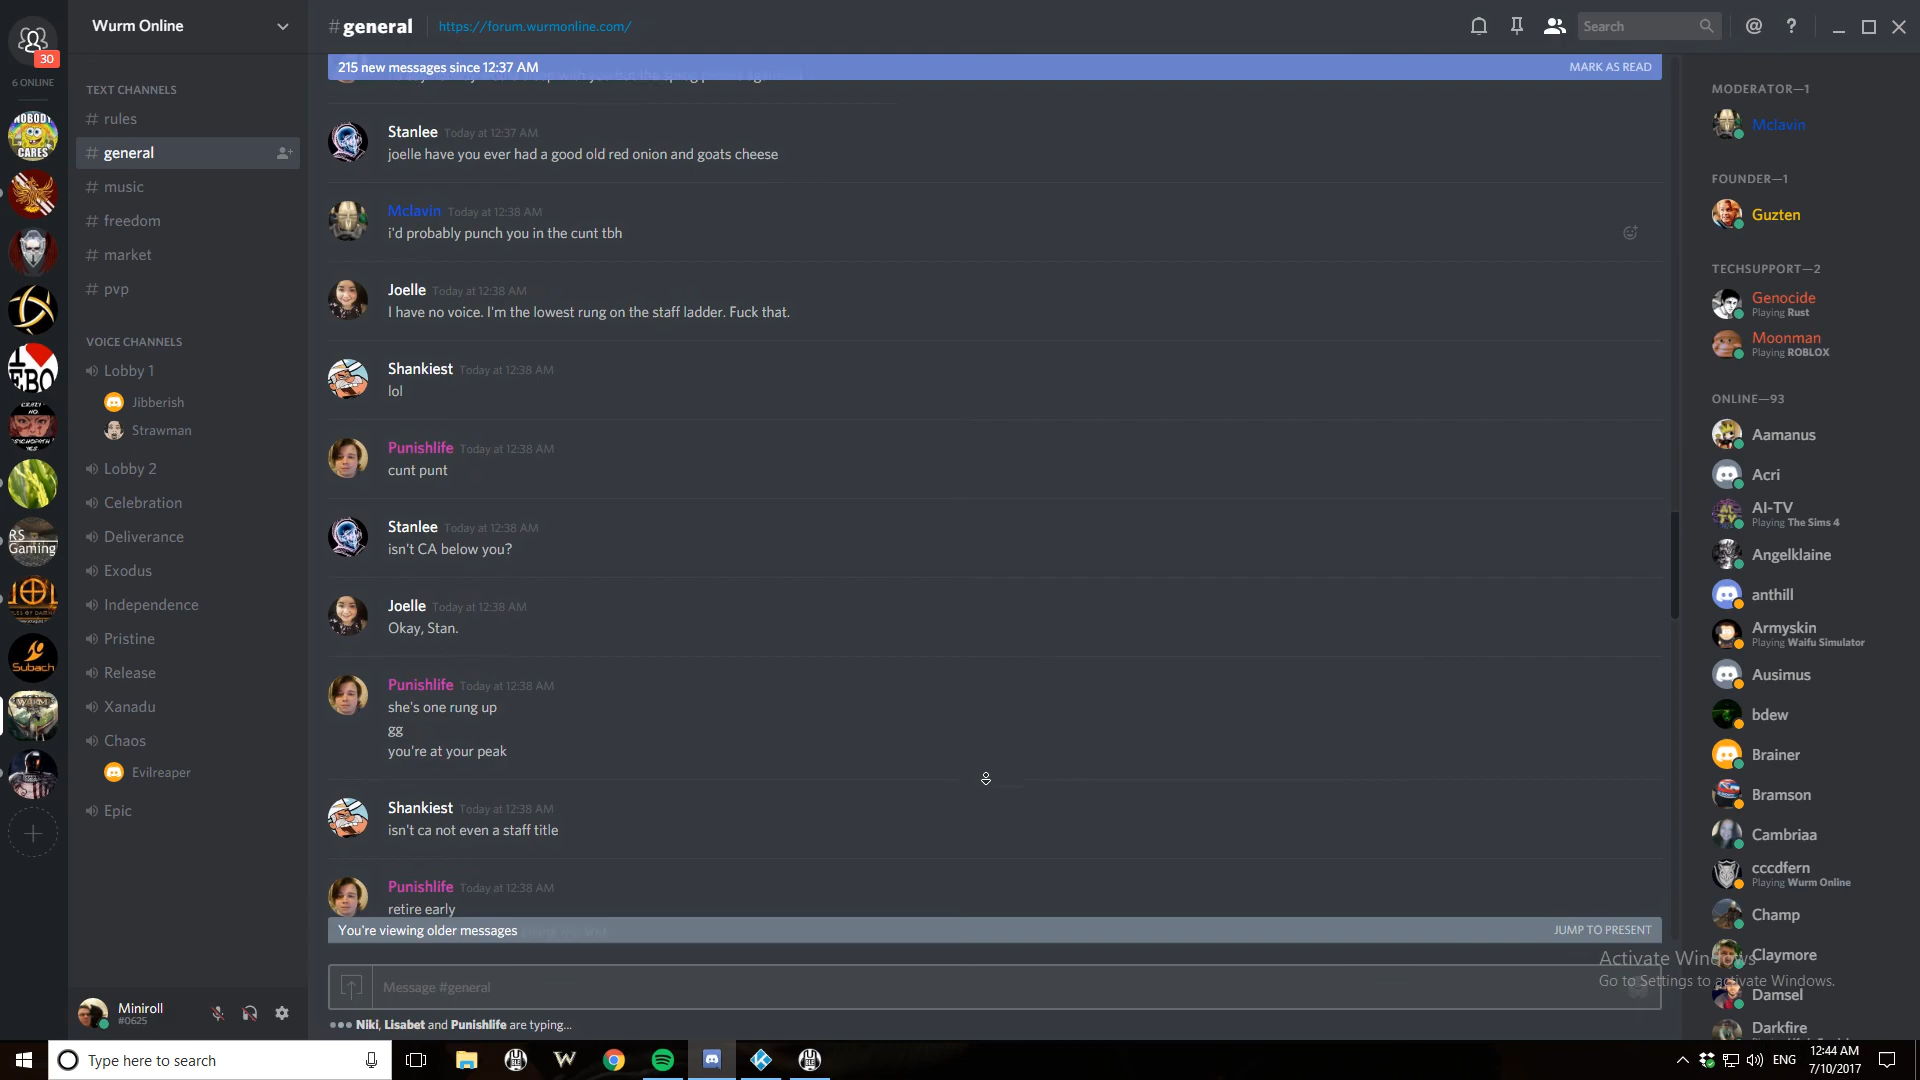 30
6 ONLINE
NOBODY
CARES
RS
Gaming
Subach
Wurm Online
TEXT CHANNELS
# rules
# general
# music
# freedom
# market
# pvp
VOICE CHANNELS
Lobby 1
Jibberish
Strawman
Lobby 2
Celebration
Deliverance
Exodus
Independence
Pristine
Release
Xanadu
Chaos
Evilreaper
Epic
Miniroll
#0625
#general
https://forum.wurmonline.com/
Search
215 new messages since 12:37 AM
MARK AS READ
Stanlee Today at 12:37 AM
joelle have you ever had a good old red onion and goats cheese
Mclavin Today at 12:38 AM
i'd probably punch you in the cunt tbh
Joelle Today at 12:38 AM
I have no voice. I'm the lowest rung on the staff ladder. Fuck that.
Shankiest Today at 12:38 AM
lol
Punishlife Today at 12:38 AM
cunt punt
Stanlee Today at 12:38 AM
isn't CA below you?
Joelle Today at 12:38 AM
Okay, Stan.
Punishlife Today at 12:38 AM
she's one rung up
gg
you're at your peak
Shankiest Today at 12:38 AM
isn't ca not even a staff title
Punishlife Today at 12:38 AM
retire early
You're viewing older messages
JUMP TO PRESENT
Message #general
Niki, Lisabet and Punishlife are typing...
MODERATOR—1
Mclavin
FOUNDER—1
Guzten
TECHSUPPORT—2
Genocide
Playing Rust
Moonman
Playing ROBLOX
ONLINE—93
Aamanus
Acri
AI-TV
Playing The Sims 4
Angelklaine
anthill
Armyskin
Playing Waifu Simulator
Ausimus
bdew
Brainer
Bramson
Cambriaa
cccdfern
Playing Wurm Online
Champ
Claymore
Damsel
Darkfire
Activate Windows
Go to Settings to activate Windows.
Type here to search
ENG
12:44 AM
7/10/2017